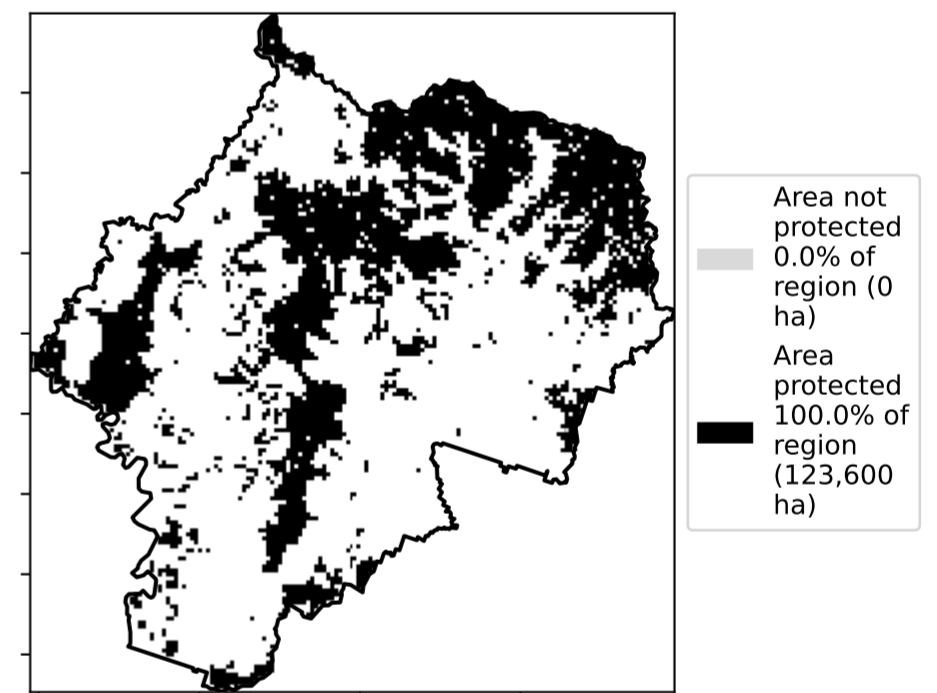 Area not
protected
0.0% of
region (0
ha)
Area
protected
100.0% of
region
(123,600
ha)